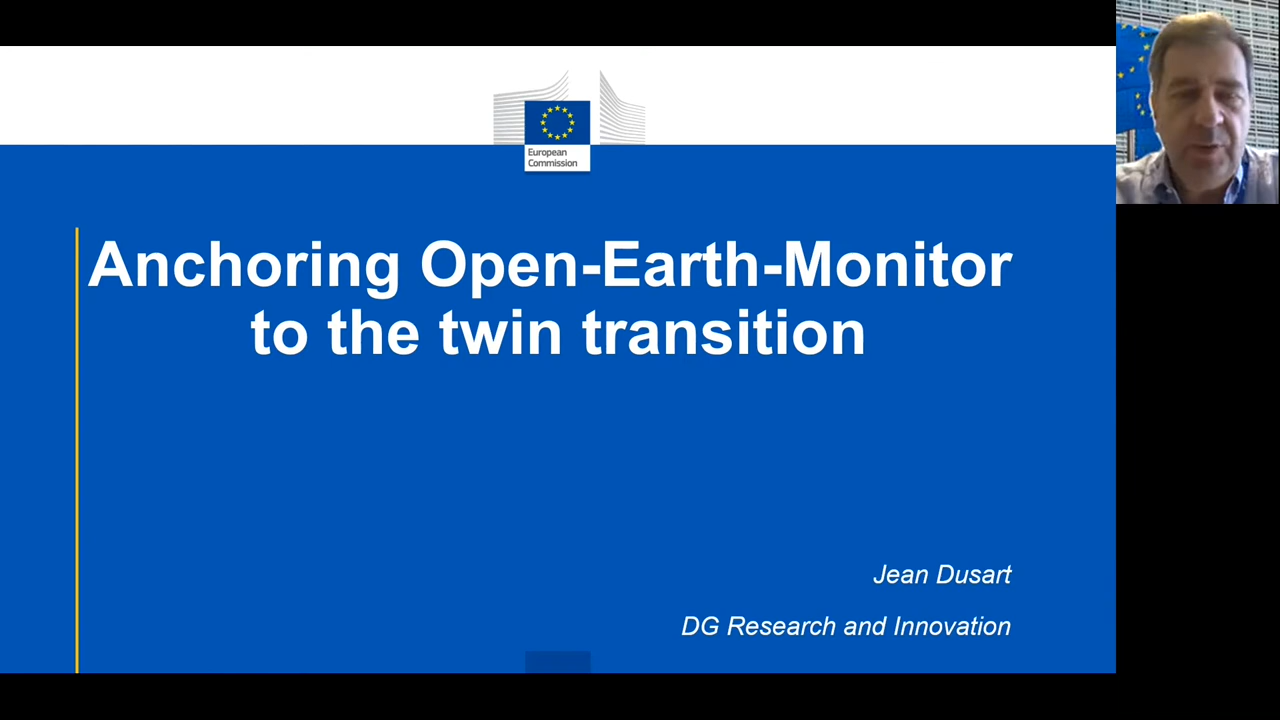 European
Commission
Anchoring Open-Earth-Monitor
to the twin transition
Jean Dusart
DG Research and Innovation